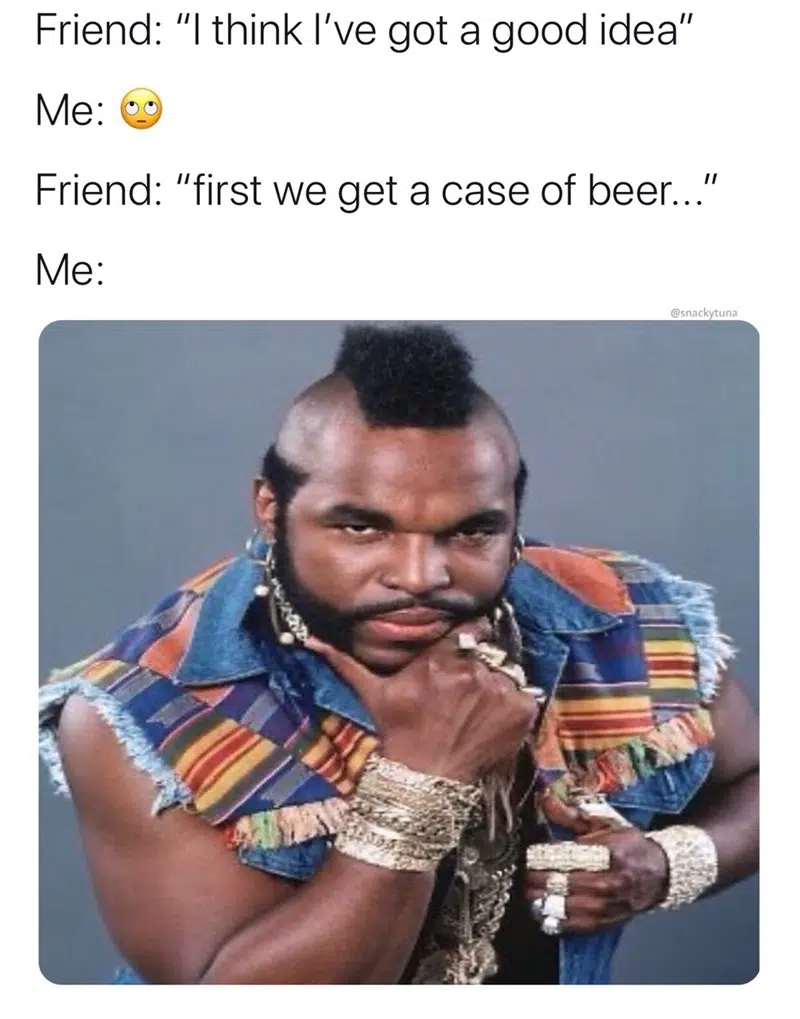 Friend: “I think I’ve got a good idea”
Me: 🙄
Friend: “first we get a case of beer...”
Me:
@snackytuna